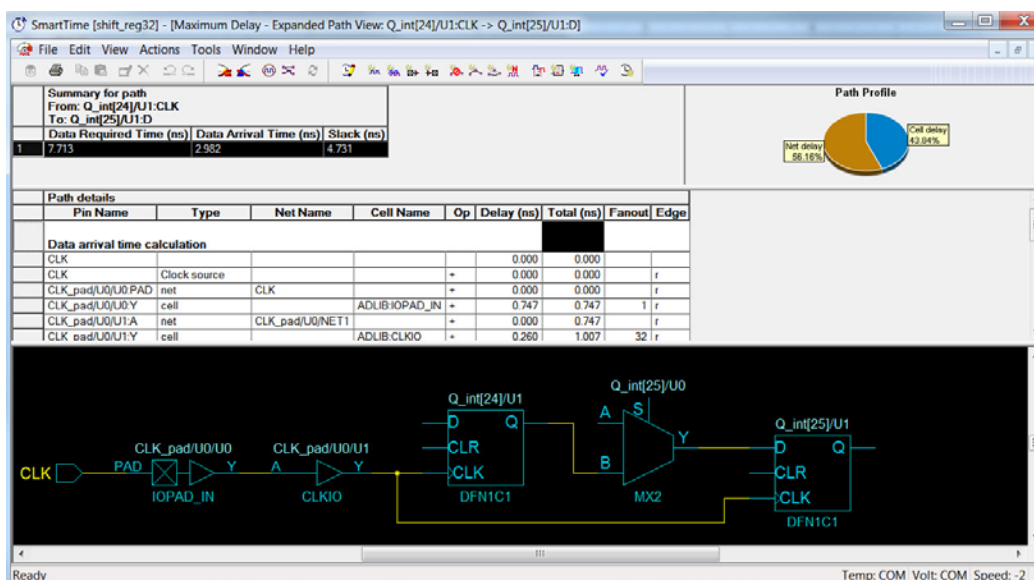 SmartTime [shift_reg32] - [Maximum Delay - Expanded Path View: Q_int[24]/U1:CLK -> Q_int[25]/U1:D]
File Edit View Actions Tools Window Help
Summary for path
From: Q_int[24]/U1:CLK
To: Q_int[25]/U1:D
Data Required Time (ns) Data Arrival Time (ns) Slack (ns)
1 7.713 2.982 4.731
Path Profile
Cell delay
43.84%
Net delay
56.16%
Path details
Pin Name Type Net Name Cell Name Op Delay (ns) Total (ns) Fanout Edge
Data arrival time calculation
CLK 0.000 0.000
CLK Clock source + 0.000 0.000 r
CLK_pad/U0/U0:PAD net CLK + 0.000 0.000 r
CLK_pad/U0/U0:Y cell ADLIB:IOPAD_IN + 0.747 0.747 1 r
CLK_pad/U0/U1:A net CLK_pad/U0/NET1 + 0.000 0.747 r
CLK_pad/U0/U1:Y cell ADLIB:CLKIO + 0.260 1.007 32 r
Q_int[25]/U0
Q_int[24]/U1
A S
D Q
Q_int[25]/U1
CLK_pad/U0/U0 CLK_pad/U0/U1
CLR
Y
D Q
CLK PAD Y A Y
CLK
B
CLR
IOPAD_IN CLKIO DFN1C1 MX2
CLK
DFN1C1
Ready Temp: COM Volt: COM Speed: -2